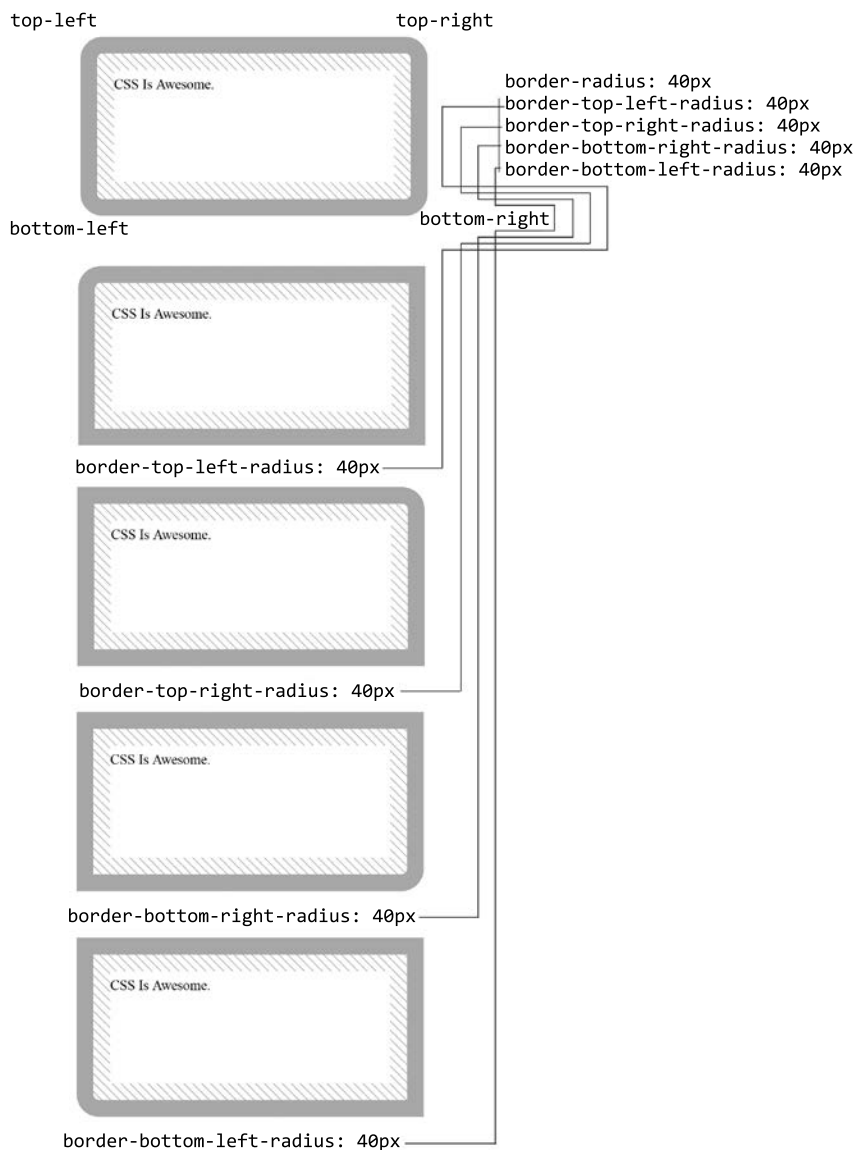 top-left
top-right
CSS Is Awesome.
border-radius: 40px
border-top-left-radius: 40px
border-top-right-radius: 40px
border-bottom-right-radius: 40px
border-bottom-left-radius: 40px
bottom-left
bottom-right
CSS Is Awesome.
border-top-left-radius: 40px
CSS Is Awesome.
border-top-right-radius: 40px
CSS Is Awesome.
border-bottom-right-radius: 40px
CSS Is Awesome.
border-bottom-left-radius: 40px